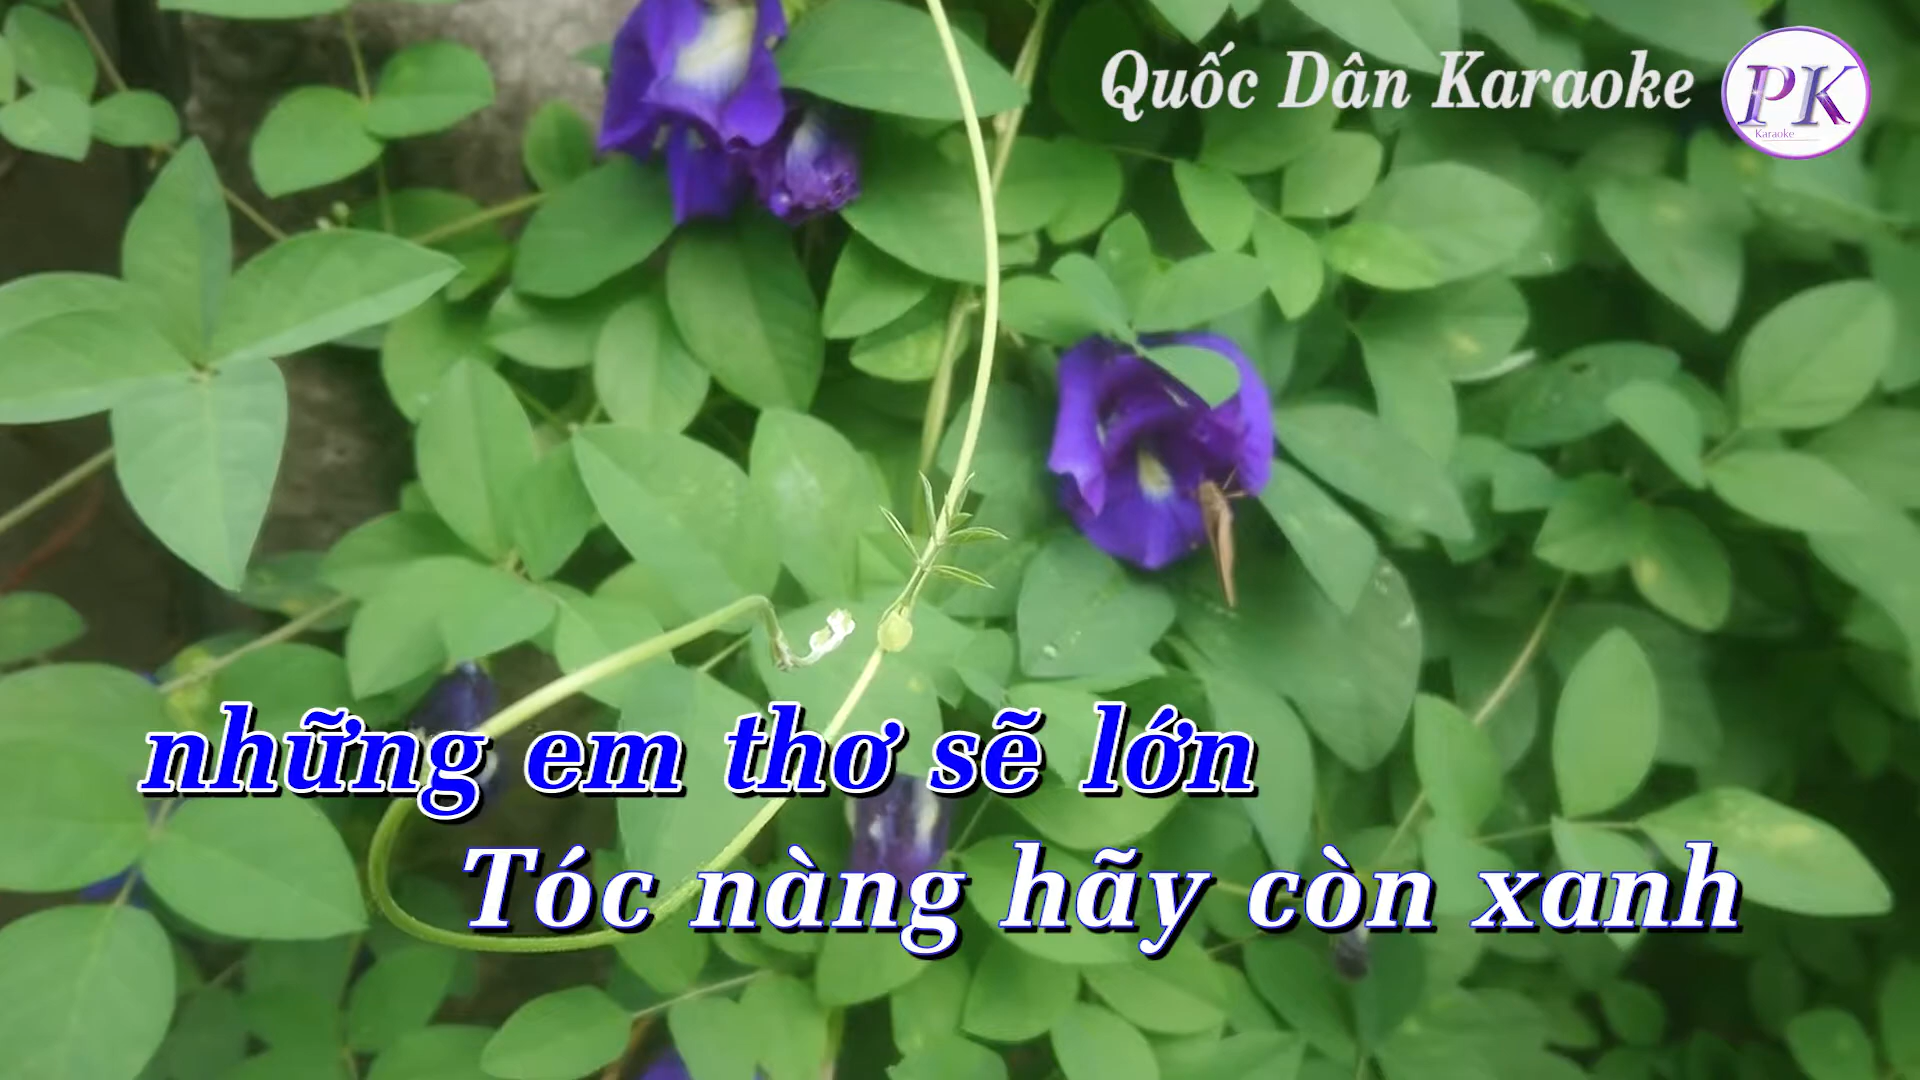 Quốc Dân Karaoke
PK
Karaoke
những em thơ sẽ lớn
Tóc nàng hãy còn xanh